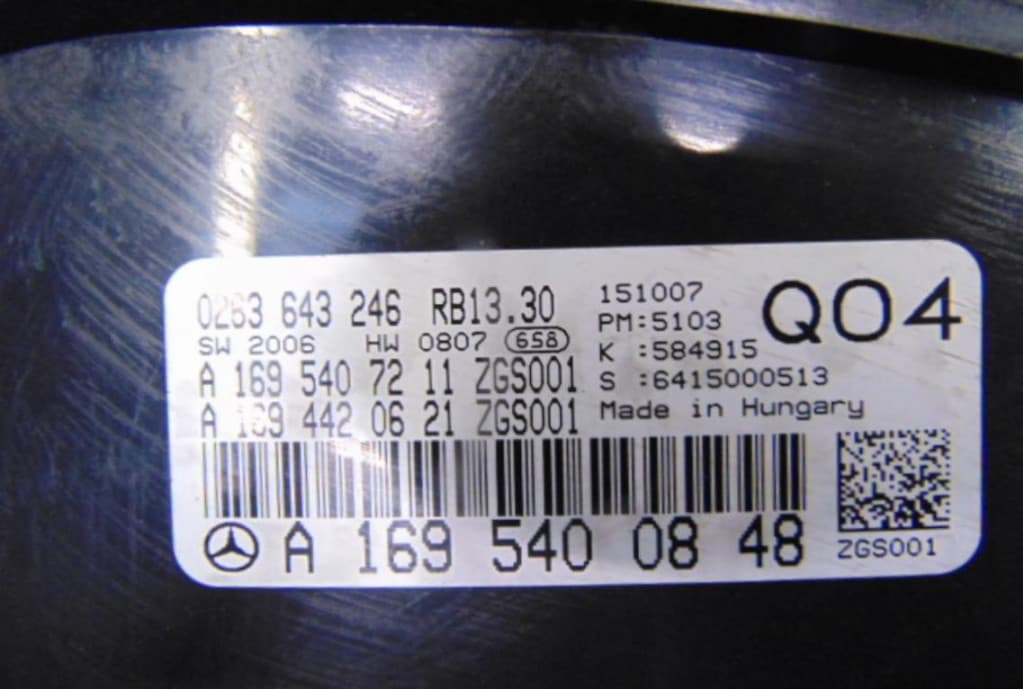 0263 643 246 RB13.30
SW 2006 HW 0807 658
A 169 540 72 11 ZGS001
A 169 442 06 21 ZGS001
151007
PM:5103
K :584915
S :6415000513
Made in Hungary
Q04
A 169 540 08 48
ZGS001